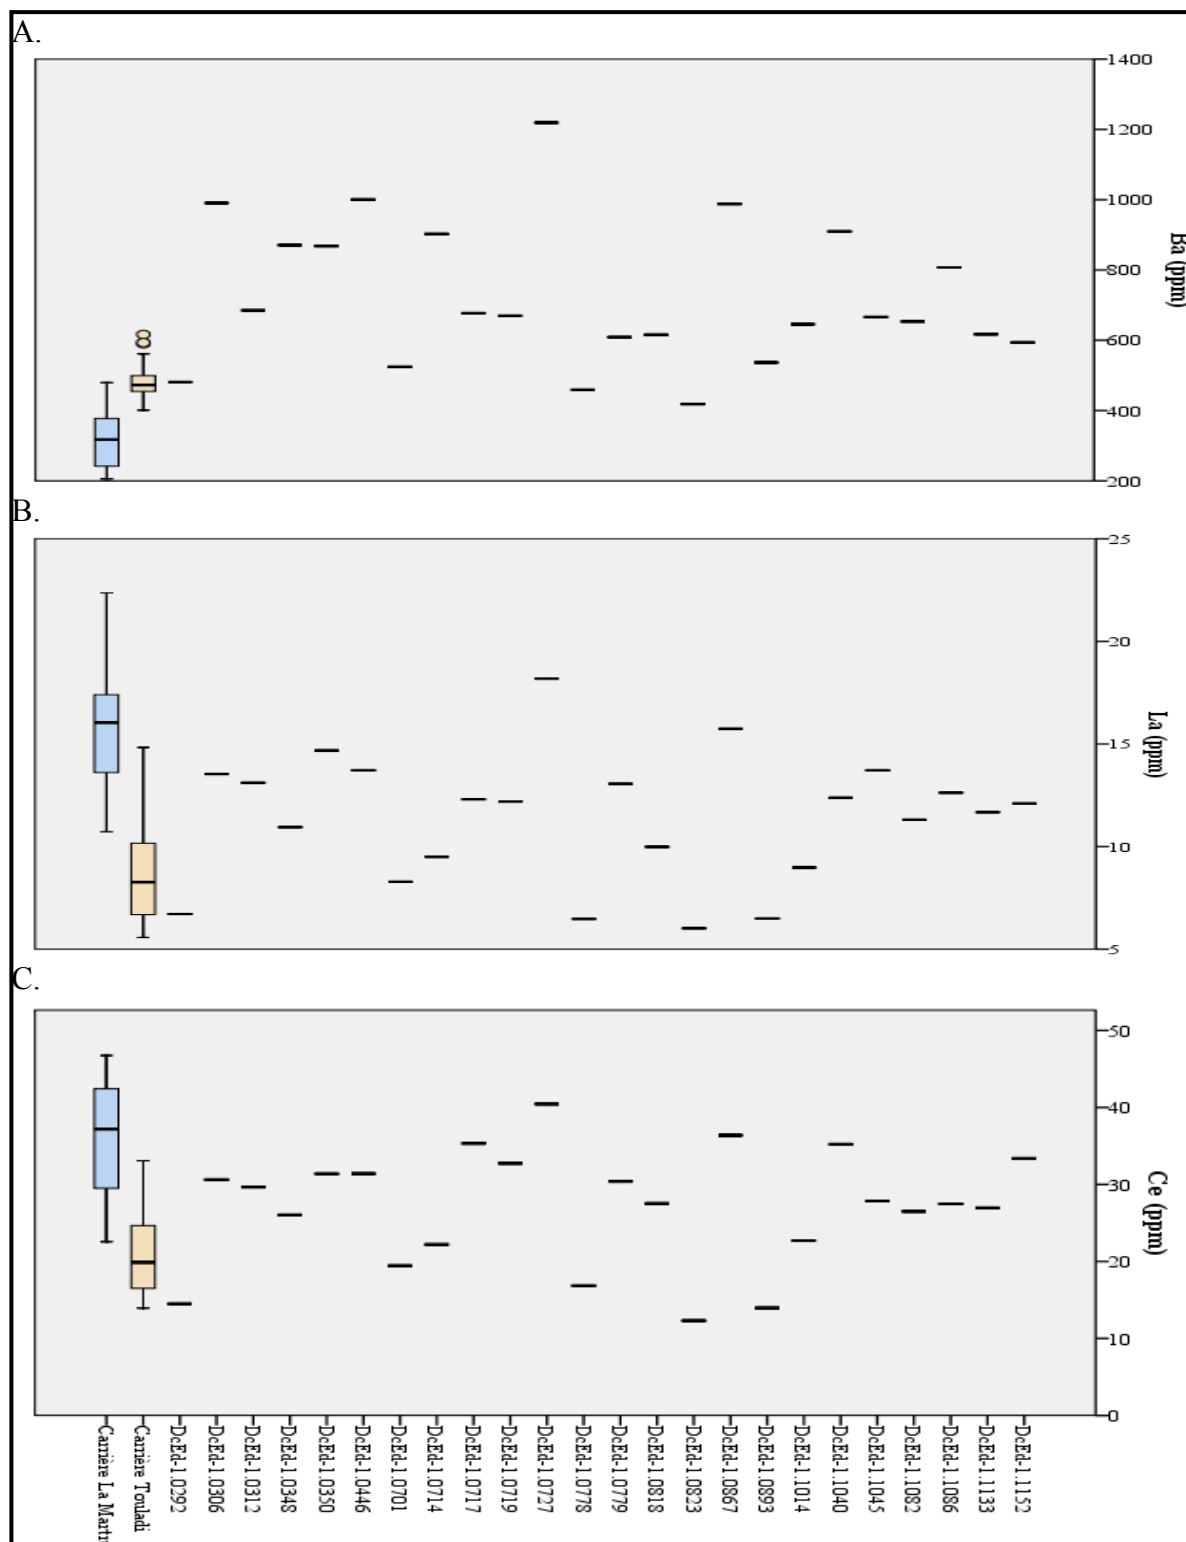 A.
1400
1200
1000
800
600
400
200
Ba (ppm)
B.
25
20
15
10
5
La (ppm)
C.
50
40
30
20
10
0
Ce (ppm)
Carrière La Martr
Carrière Touladi
DcEd-1.0292
DcEd-1.0306
DcEd-1.0312
DcEd-1.0348
DcEd-1.0350
DcEd-1.0446
DcEd-1.0701
DcEd-1.0714
DcEd-1.0717
DcEd-1.0719
DcEd-1.0727
DcEd-1.0778
DcEd-1.0779
DcEd-1.0818
DcEd-1.0823
DcEd-1.0867
DcEd-1.0893
DcEd-1.1014
DcEd-1.1040
DcEd-1.1045
DcEd-1.1082
DcEd-1.1086
DcEd-1.1133
DcEd-1.1152